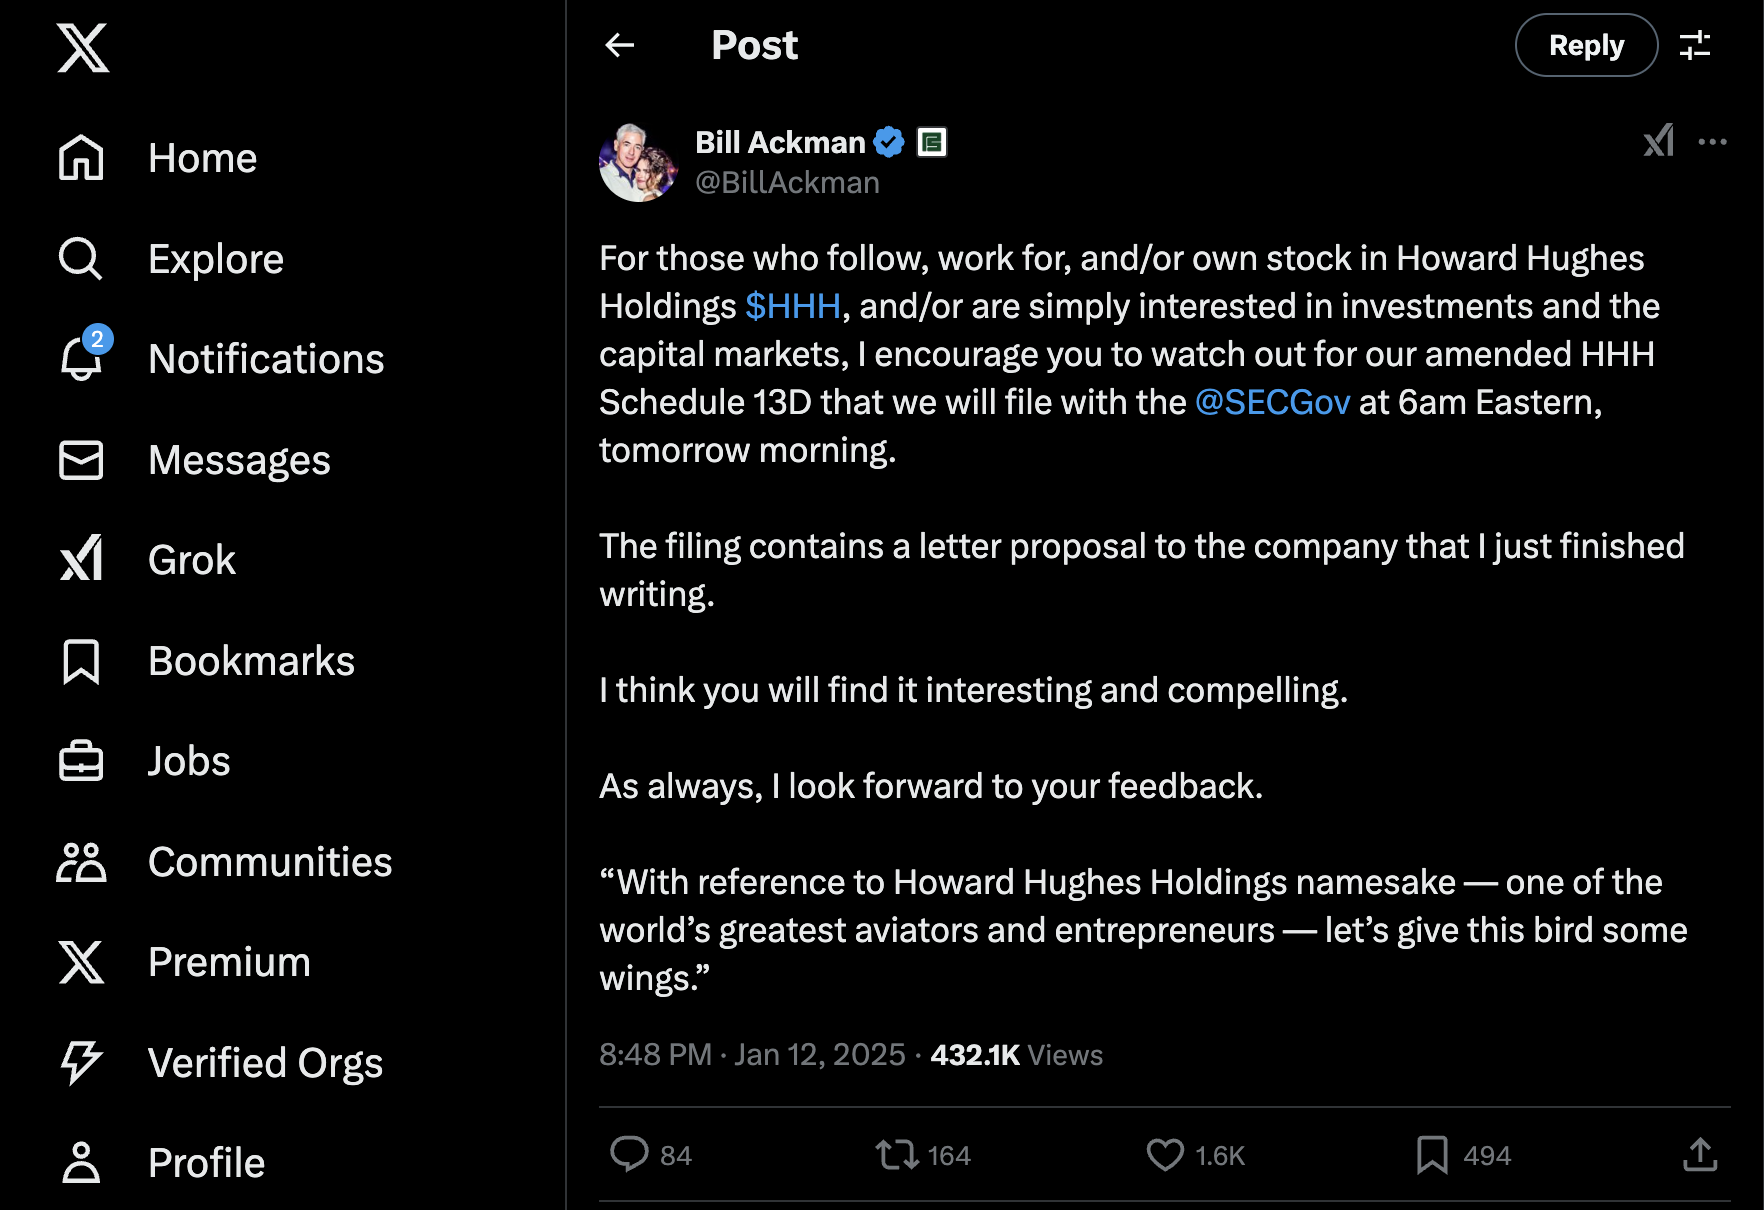 Home
Explore
2
Notifications
Messages
Grok
Bookmarks
Jobs
Communities
Premium
Verified Orgs
Profile
Post
Reply
Bill Ackman
@BillAckman
For those who follow, work for, and/or own stock in Howard Hughes
Holdings $HHH, and/or are simply interested in investments and the
capital markets, I encourage you to watch out for our amended HHH
Schedule 13D that we will file with the @SECGov at 6am Eastern,
tomorrow morning.
The filing contains a letter proposal to the company that I just finished
writing.
I think you will find it interesting and compelling.
As always, I look forward to your feedback.
“With reference to Howard Hughes Holdings namesake — one of the
world’s greatest aviators and entrepreneurs — let’s give this bird some
wings.”
8:48 PM · Jan 12, 2025 · 432.1K Views
84 164 1.6K 494